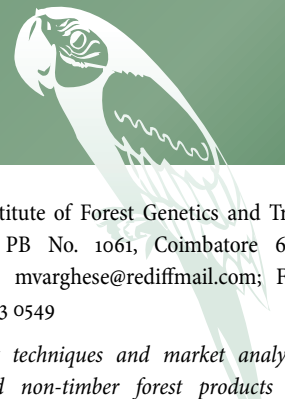 titute of Forest Genetics and Tr
PB No. 1061, Coimbatore 6
mvarghese@rediffmail.com; F
3 0549
techniques and market analy
d non-timber forest products